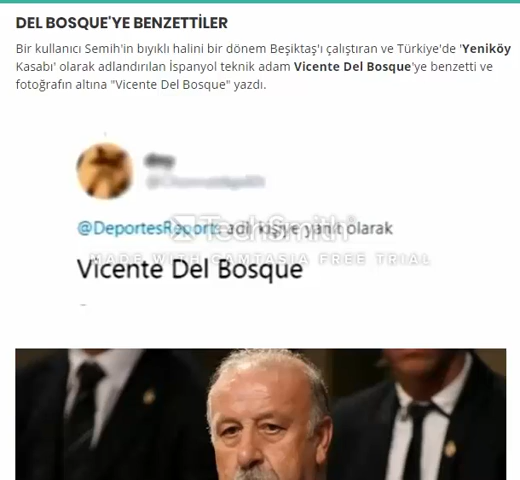 DEL BOSQUE'YE BENZETTİLER
Bir kullanıcı Semih'in bıyıklı halini bir dönem Beşiktaş'ı çalıştıran ve Türkiye'de 'Yeniköy
Kasabı' olarak adlandırılan İspanyol teknik adam Vicente Del Bosque'ye benzetti ve
fotoğrafın altına "Vicente Del Bosque" yazdı.
@DeportesReports adlı kişiye yanıt olarak
TechSmith
Vicente Del Bosque
MADE WITH CAMTASIA FREE TRIAL